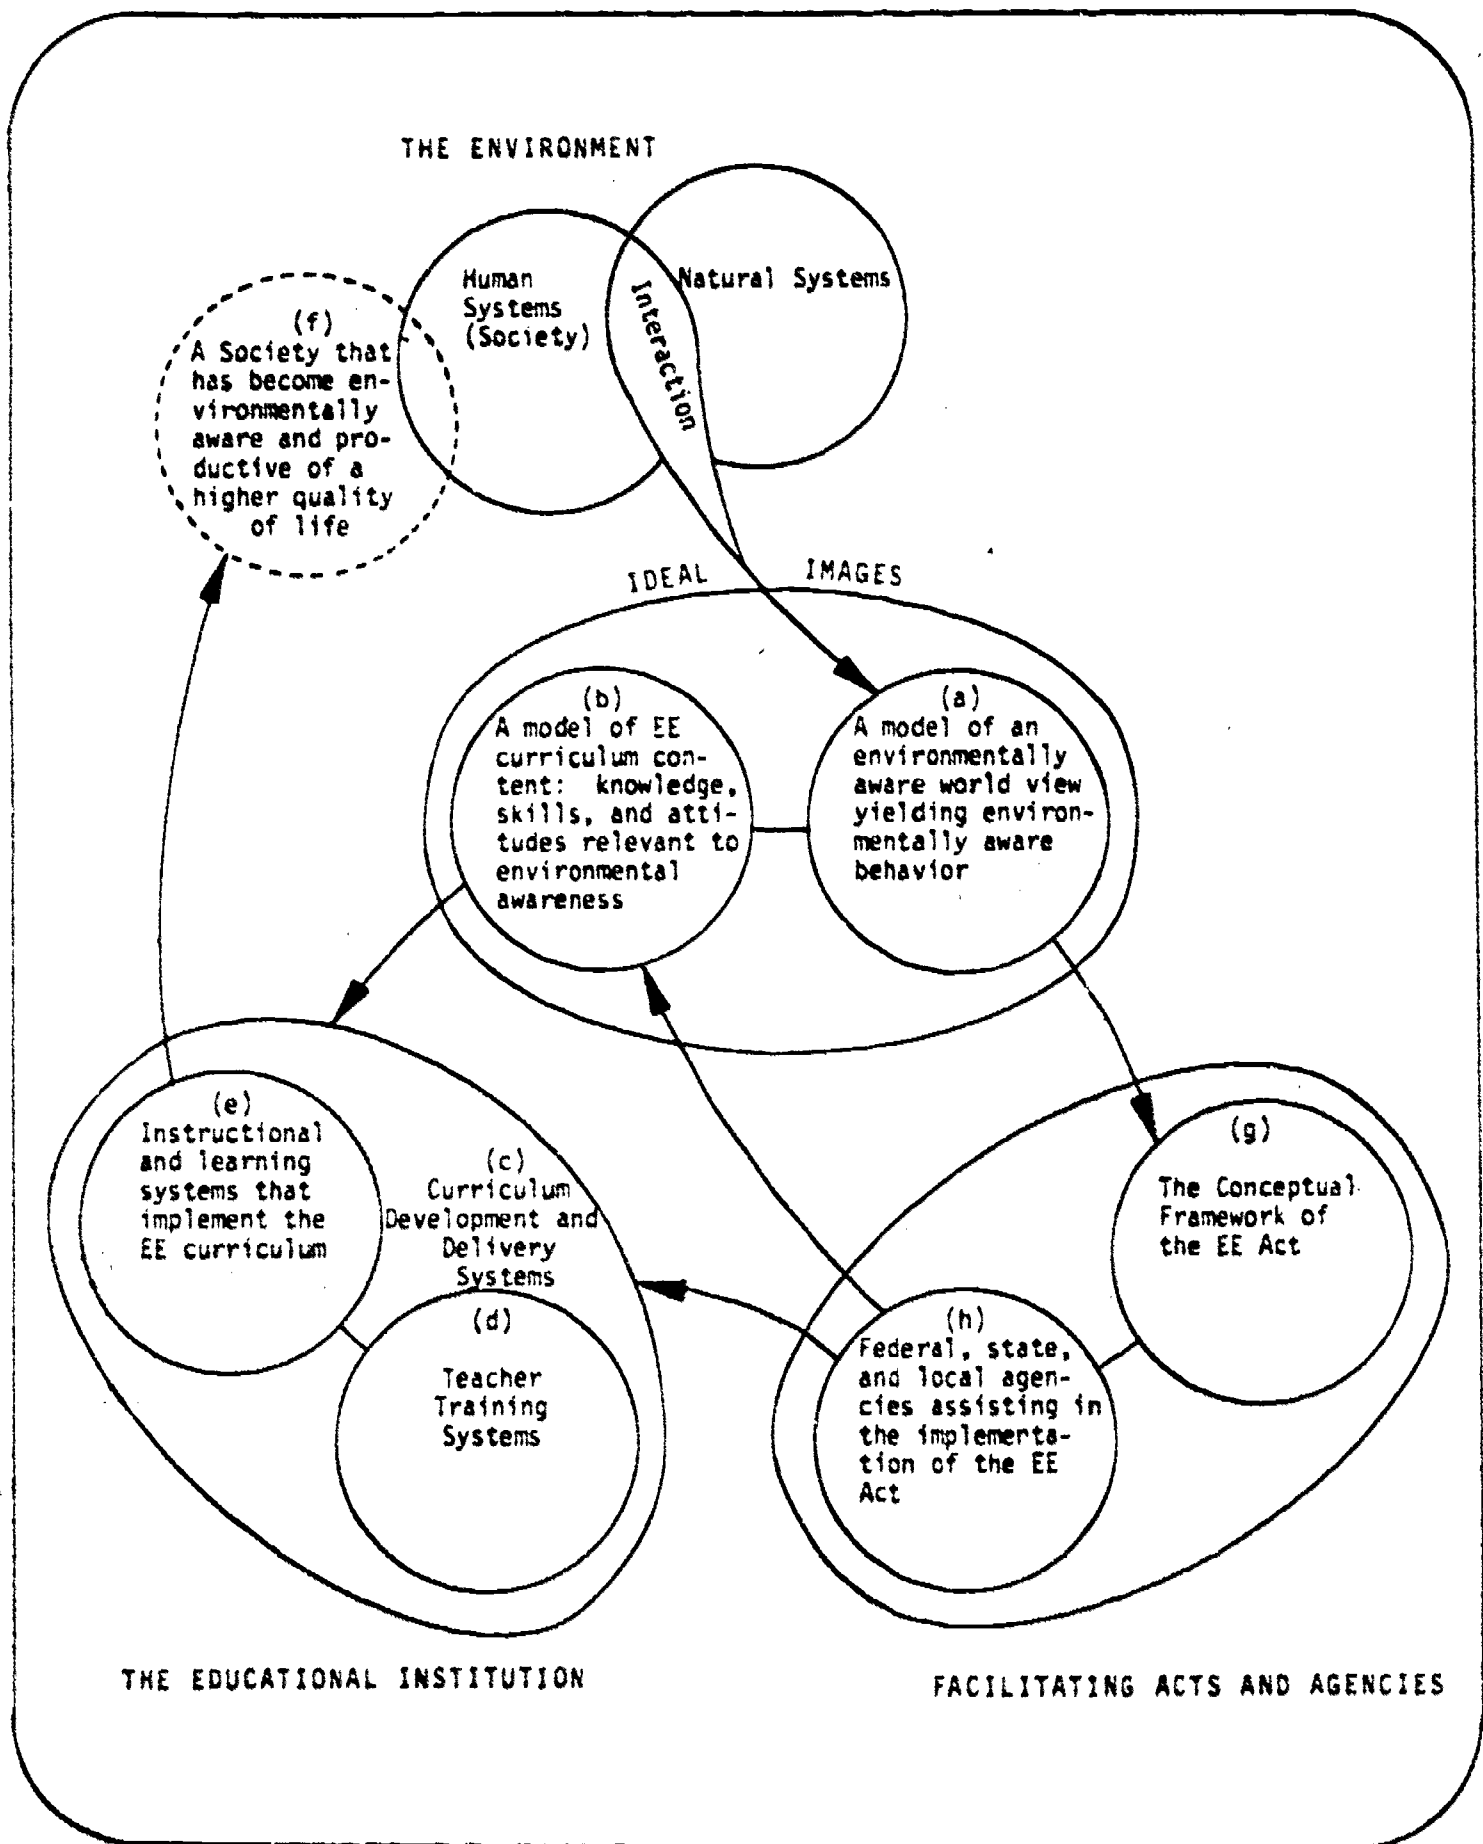 THE ENVIRONMENT
Human
Systems
(Society)
Natural Systems
Interaction
(f)
A Society that
has become en-
vironmentally
aware and pro-
ductive of a
higher quality
of life
IDEAL IMAGES
(b)
A model of EE
curriculum con-
tent: knowledge,
skills, and atti-
tudes relevant to
environmental
awareness
(a)
A model of an
environmentally
aware world view
yielding environ-
mentally aware
behavior
(e)
Instructional
and learning
systems that
implement the
EE curriculum
(c)
Curriculum
Development and
Delivery
Systems
(d)
Teacher
Training
Systems
(g)
The Conceptual
Framework of
the EE Act
(h)
Federal, state,
and local agen-
cies assisting in
the implementa-
tion of the EE
Act
THE EDUCATIONAL INSTITUTION
FACILITATING ACTS AND AGENCIES